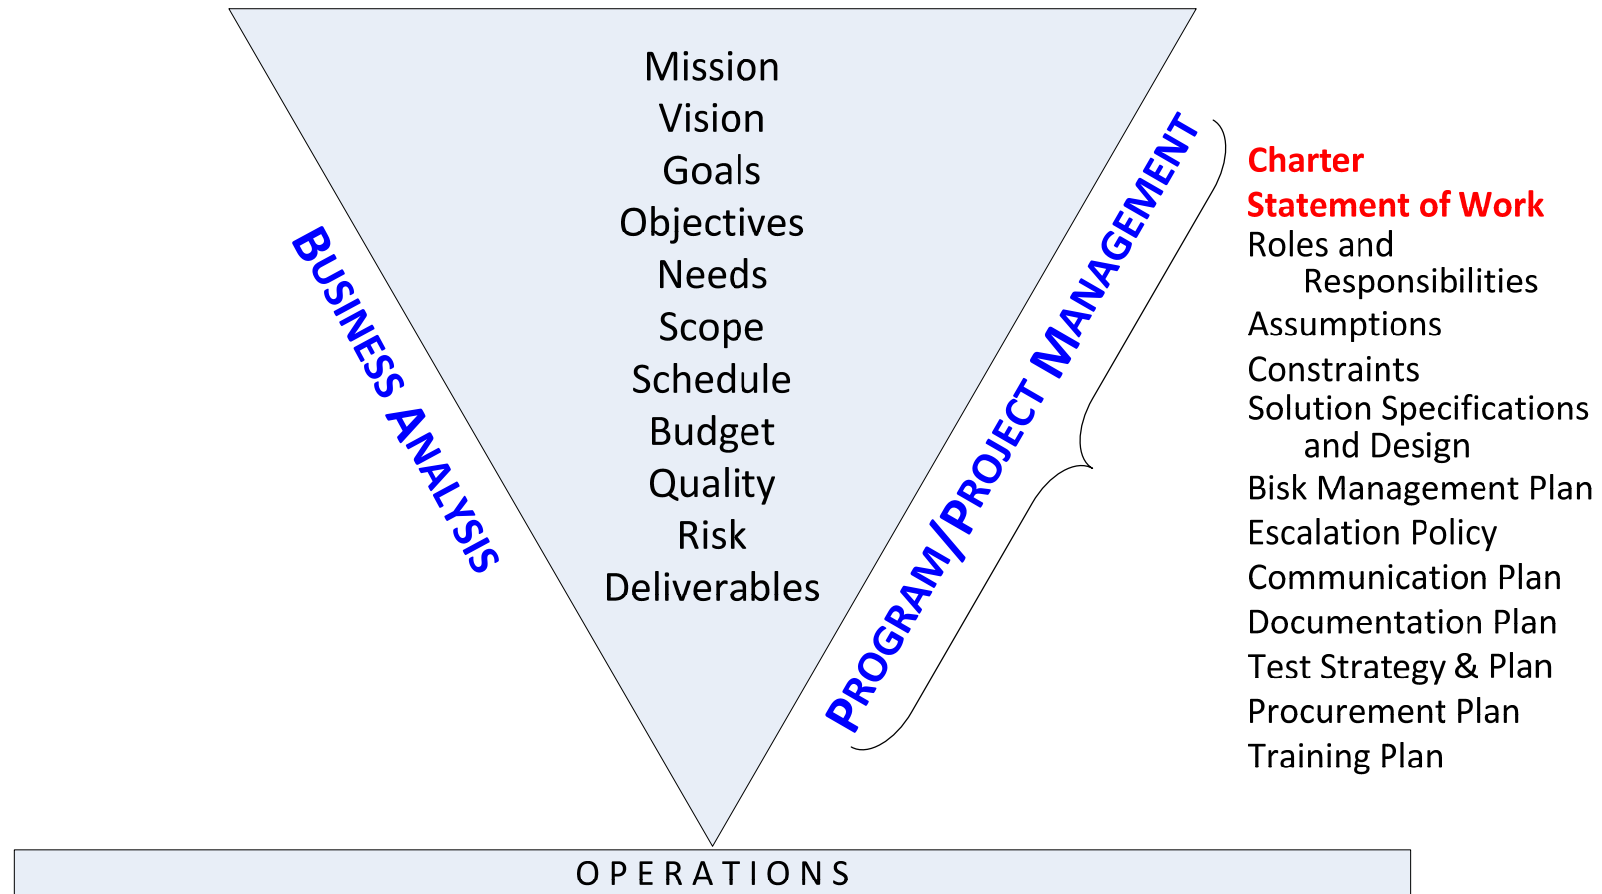 Mission
Vision
Goals
Objectives
Needs
Scope
Schedule
Budget
Quality
Risk
Deliverables
BUSINESS ANALYSIS
PROGRAM/PROJECT MANAGEMENT
Charter
Statement of Work
Roles and
Responsibilities
Assumptions
Constraints
Solution Specifications
and Design
Bisk Management Plan
Escalation Policy
Communication Plan
Documentation Plan
Test Strategy & Plan
Procurement Plan
Training Plan
OPERATIONS